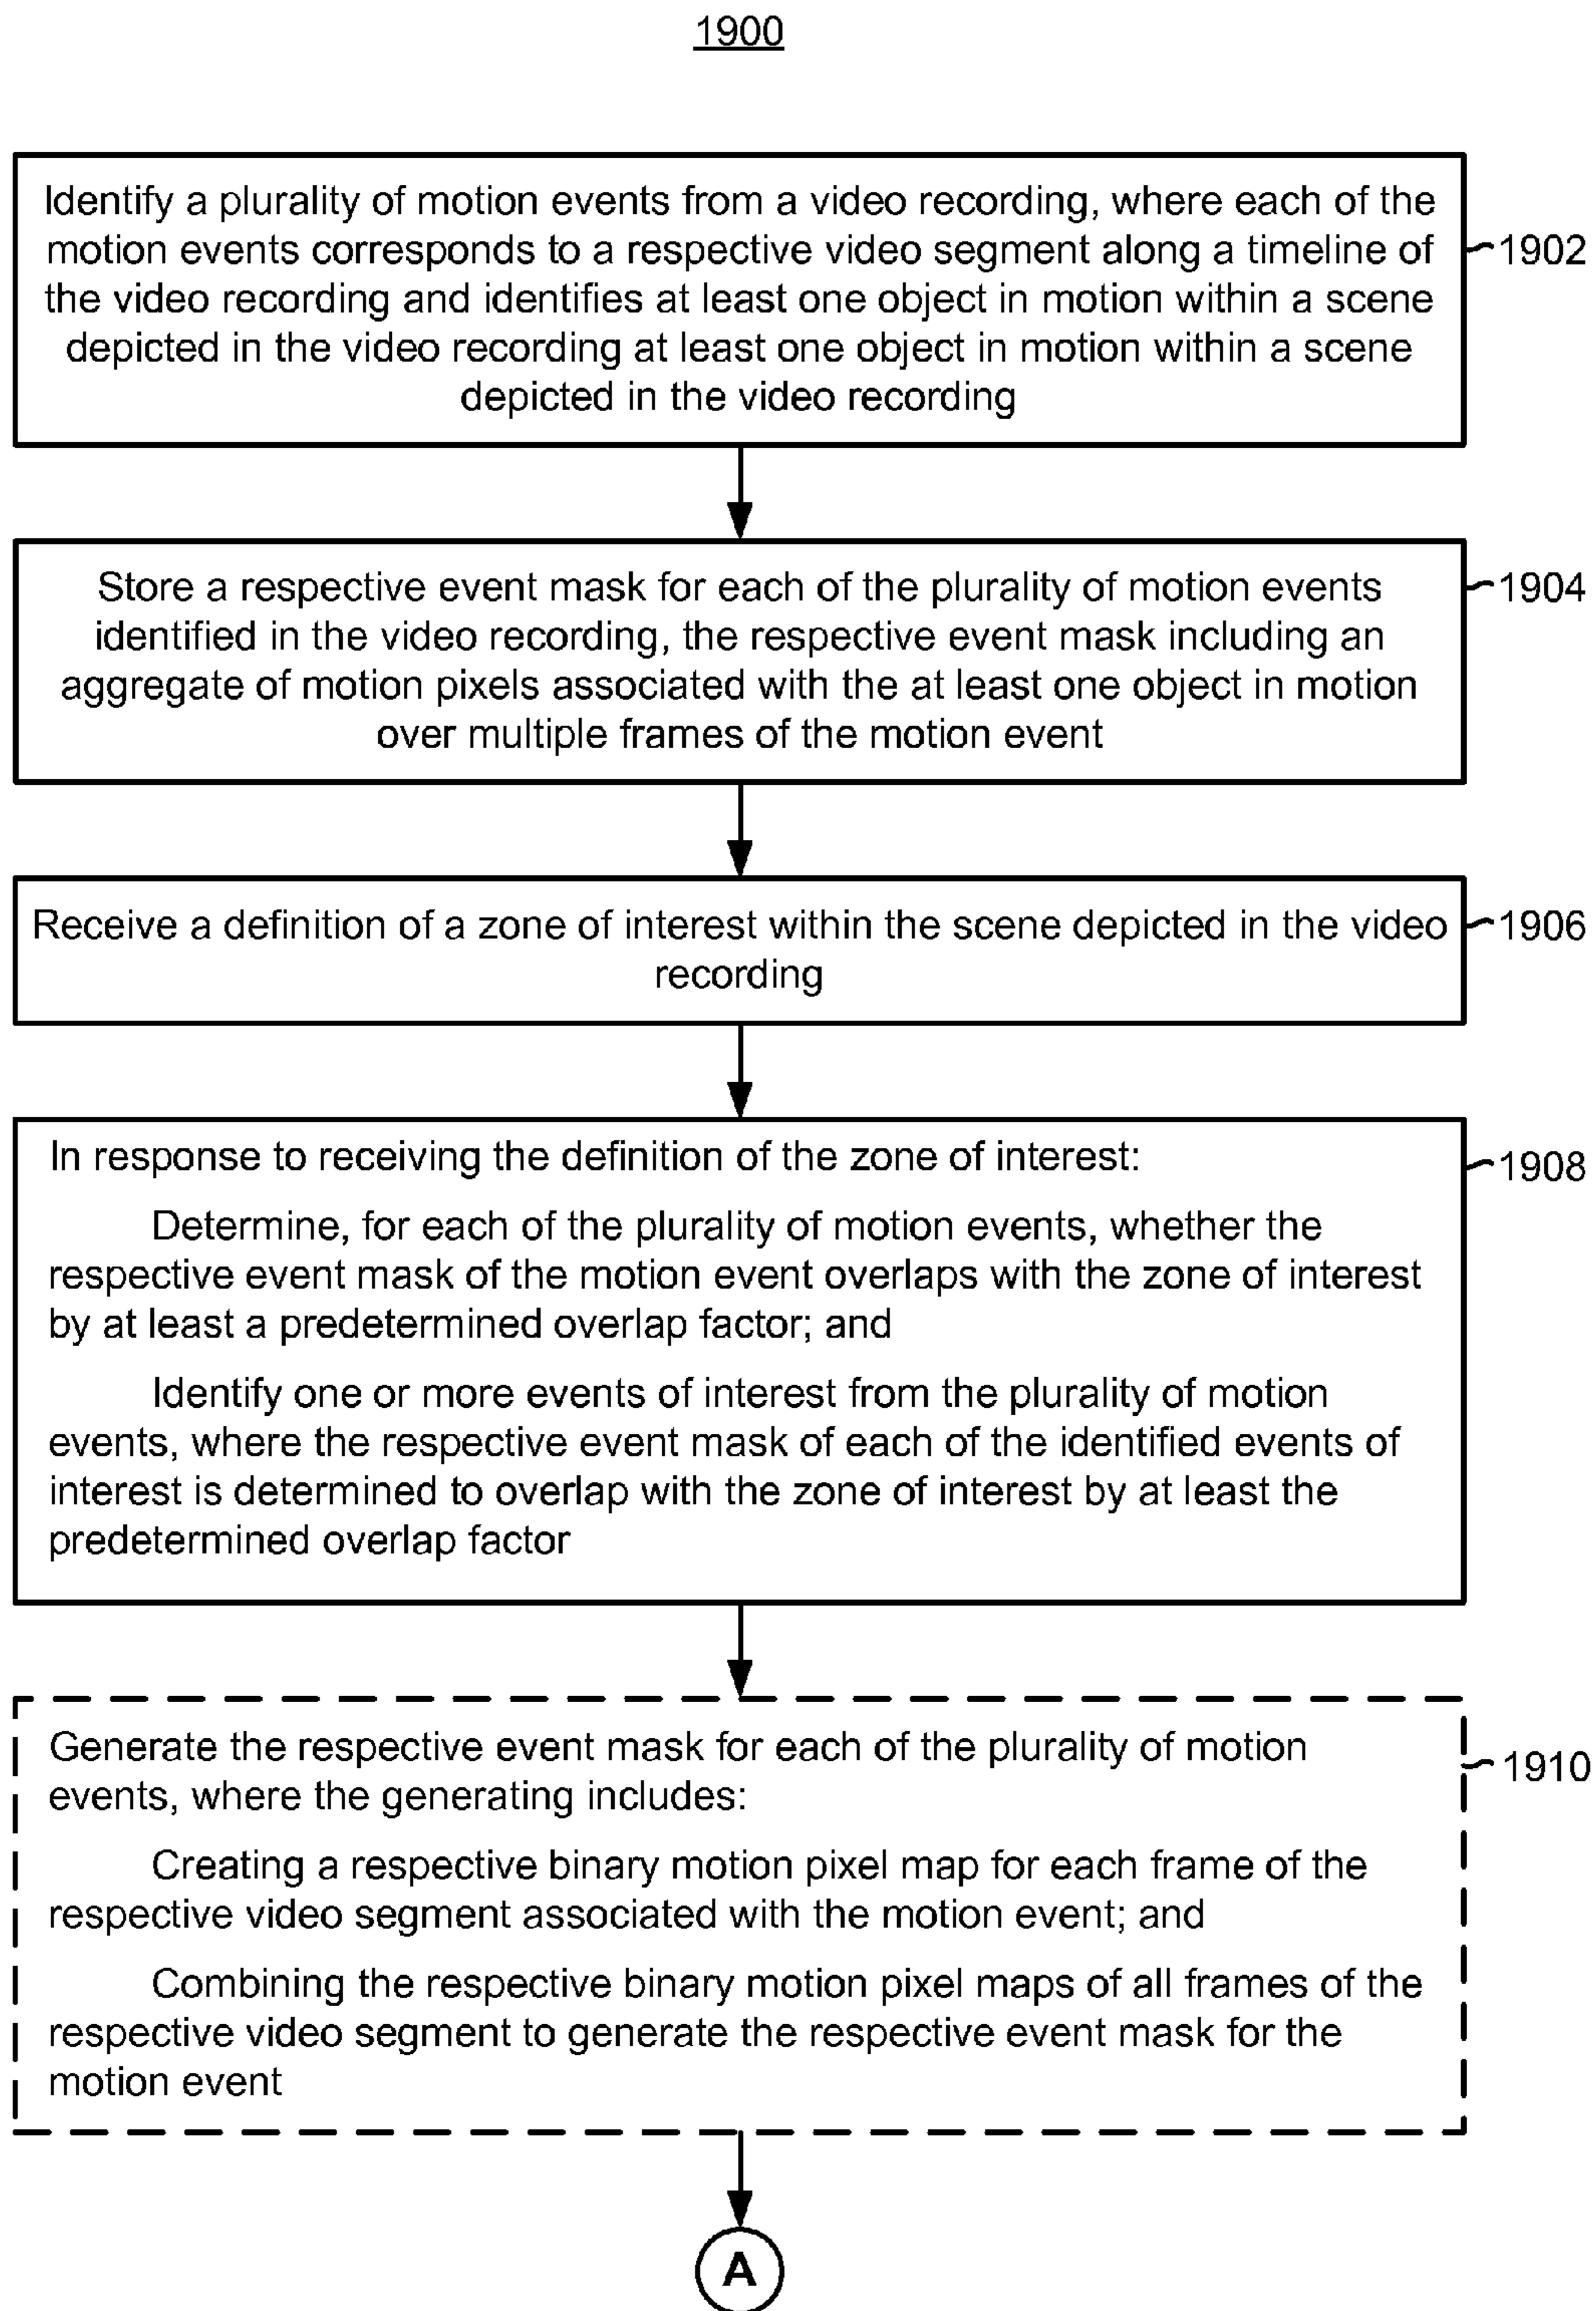 1900
Identify a plurality of motion events from a video recording, where each of the
motion events corresponds to a respective video segment along a timeline of
the video recording and identifies at least one object in motion within a scene
depicted in the video recording at least one object in motion within a scene
depicted in the video recording
1902
Store a respective event mask for each of the plurality of motion events
identified in the video recording, the respective event mask including an
aggregate of motion pixels associated with the at least one object in motion
over multiple frames of the motion event
1904
Receive a definition of a zone of interest within the scene depicted in the video
recording
1906
In response to receiving the definition of the zone of interest:
Determine, for each of the plurality of motion events, whether the
respective event mask of the motion event overlaps with the zone of interest
by at least a predetermined overlap factor; and
Identify one or more events of interest from the plurality of motion
events, where the respective event mask of each of the identified events of
interest is determined to overlap with the zone of interest by at least the
predetermined overlap factor
1908
Generate the respective event mask for each of the plurality of motion
events, where the generating includes:
Creating a respective binary motion pixel map for each frame of the
respective video segment associated with the motion event; and
Combining the respective binary motion pixel maps of all frames of the
respective video segment to generate the respective event mask for the
motion event
1910
A